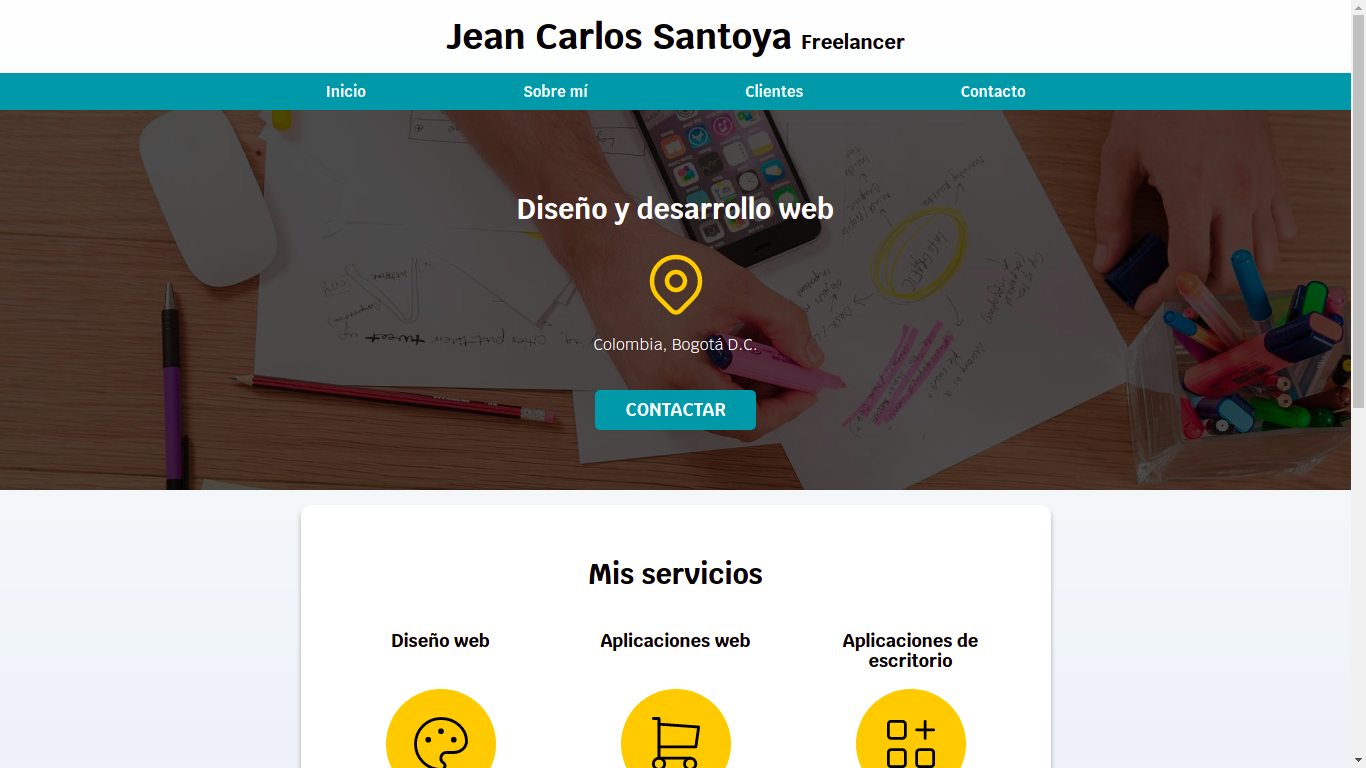 Jean Carlos Santoya Freelancer
Inicio Sobre mí Clientes Contacto
Diseño y desarrollo web
Colombia, Bogotá D.C.
CONTACTAR
Mis servicios
Diseño web
Aplicaciones web
Aplicaciones de
escritorio